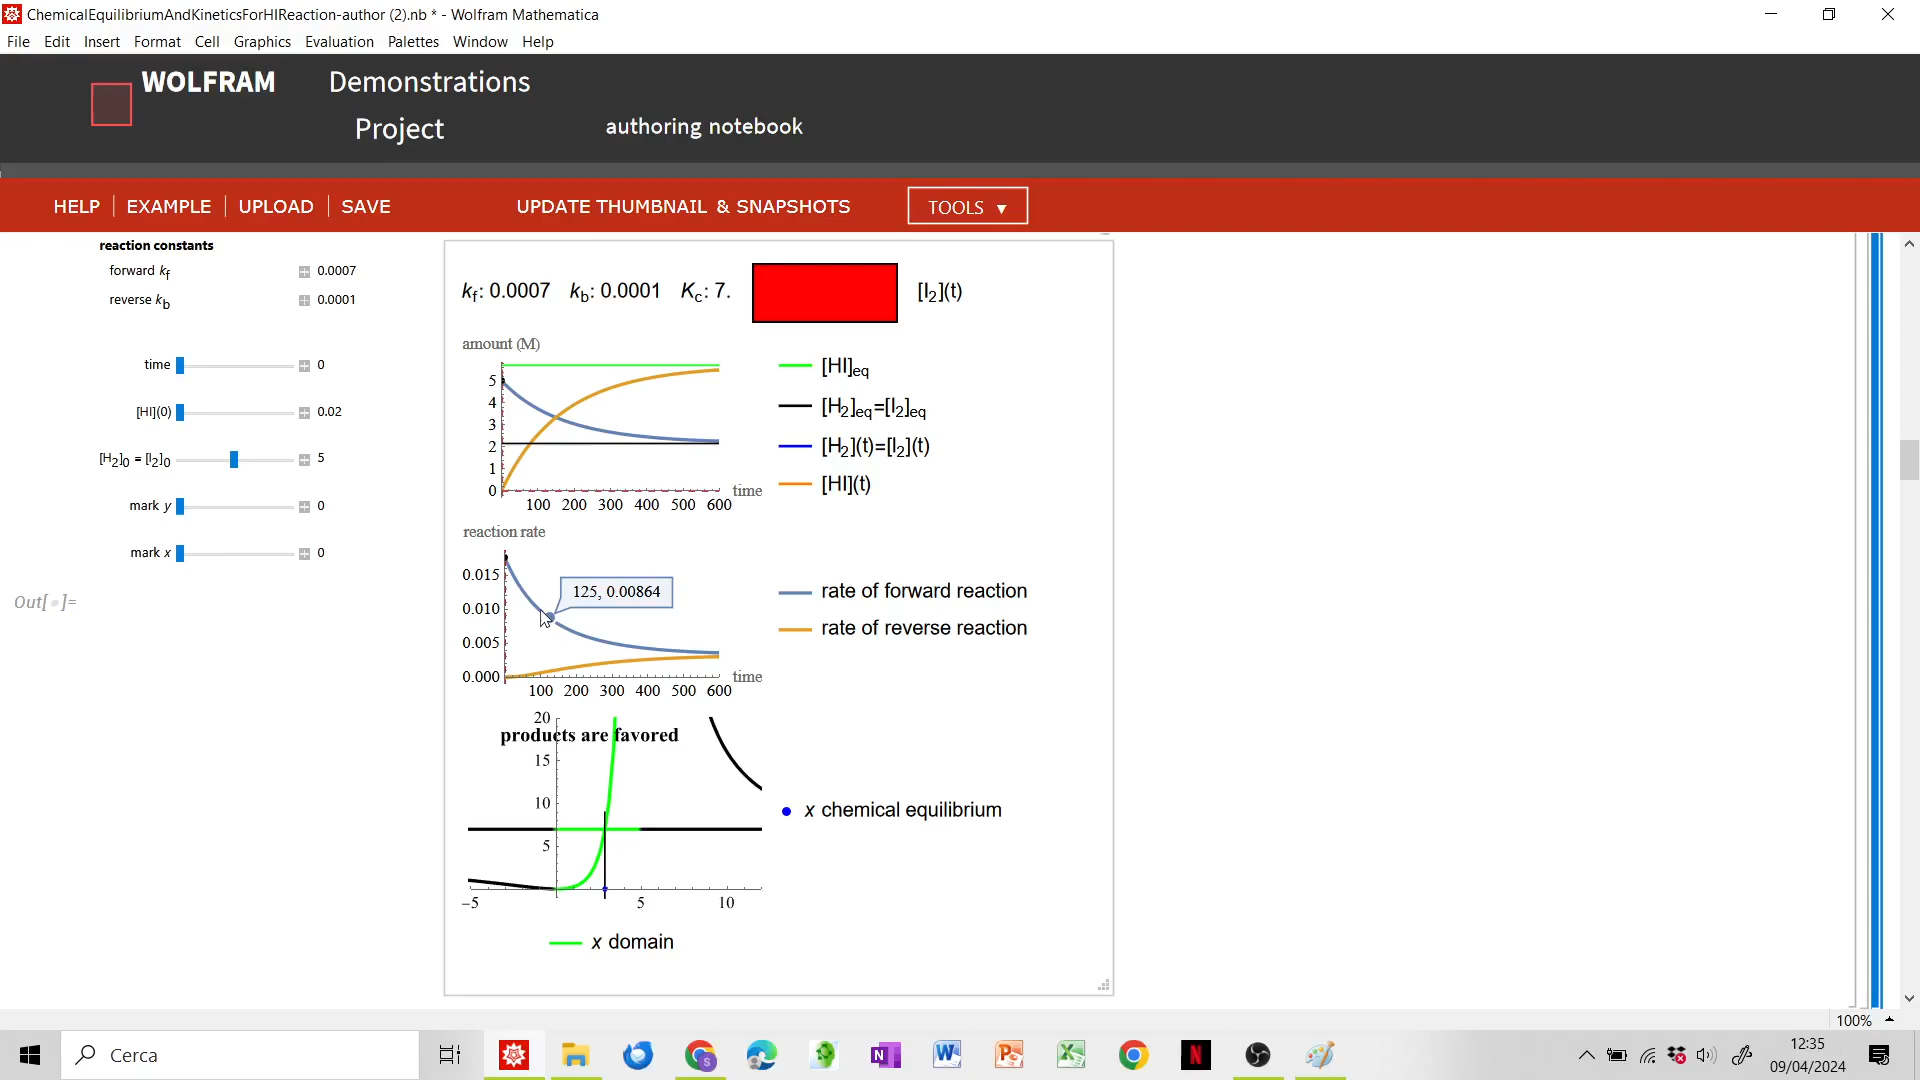 ChemicalEquilibriumAndKineticsForHIReaction-author (2).nb * - Wolfram Mathematica
File Edit Insert Format Cell Graphics Evaluation Palettes Window Help
WOLFRAM Demonstrations
Project
authoring notebook
HELP EXAMPLE UPLOAD SAVE UPDATE THUMBNAIL & SNAPSHOTS TOOLS ▼
reaction constants
forward kf 0.0007
reverse kb 0.0001
time 0
[HI](0) 0.02
[H2]0 = [I2]0 5
mark y 0
mark x 0
Out[ ]=
kf: 0.0007 kb: 0.0001 Kc: 7. [I2](t)
amount (M)
5
4
3
2
1
0
100 200 300 400 500 600
time
[HI]eq
[H2]eq=[I2]eq
[H2](t)=[I2](t)
[HI](t)
reaction rate
0.015
0.010
0.005
0.000
125, 0.00864
100 200 300 400 500 600
time
rate of forward reaction
rate of reverse reaction
20
products are favored
15
10
5
-5 5 10
x chemical equilibrium
x domain
100%
Cerca
12:35
09/04/2024